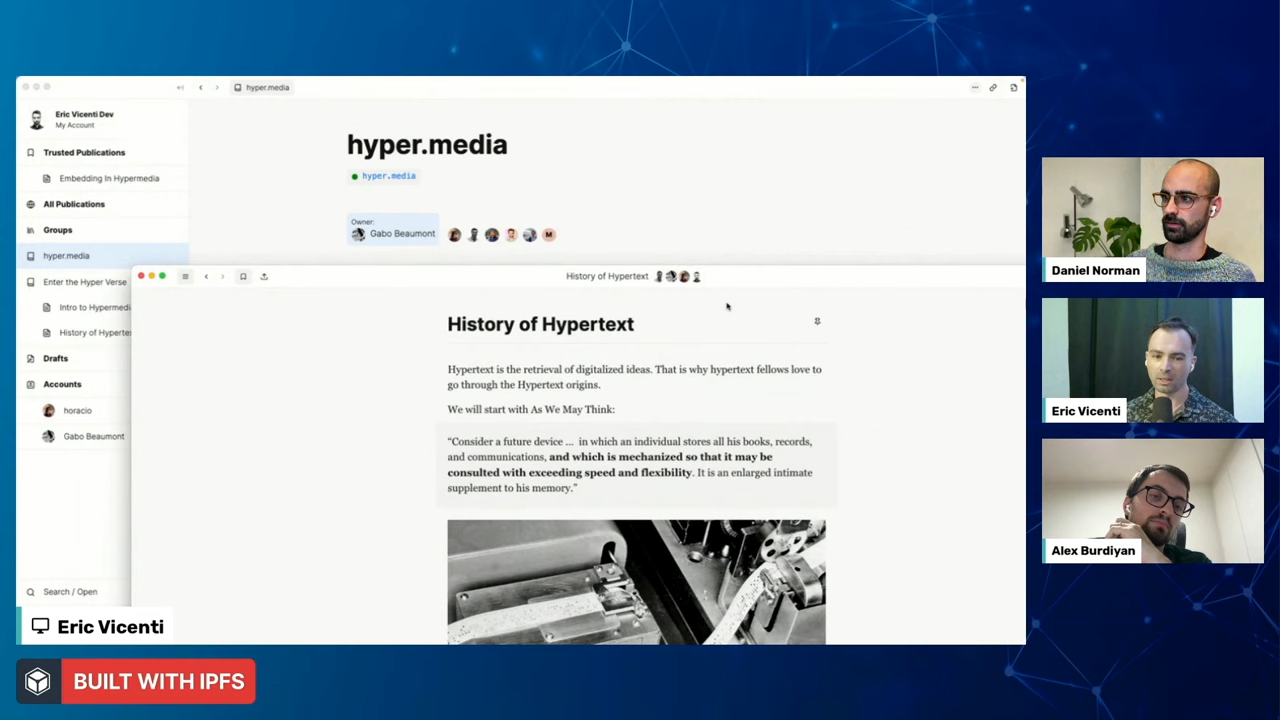 hyper.media
Eric Vicenti Dev
My Account
Trusted Publications
Embedding In Hypermedia
All Publications
Groups
hyper.media
Enter the Hyper Verse
Intro to Hypermedi
History of Hyperte
Drafts
Accounts
horacio
Gabo Beaumont
Search / Open
hyper.media
hyper.media
Owner:
Gabo Beaumont
M
History of Hypertext
History of Hypertext
Hypertext is the retrieval of digitalized ideas. That is why hypertext fellows love to
go through the Hypertext origins.
We will start with As We May Think:
“Consider a future device ... in which an individual stores all his books, records,
and communications, and which is mechanized so that it may be
consulted with exceeding speed and flexibility. It is an enlarged intimate
supplement to his memory.”
Daniel Norman
Eric Vicenti
Alex Burdiyan
Eric Vicenti
BUILT WITH IPFS